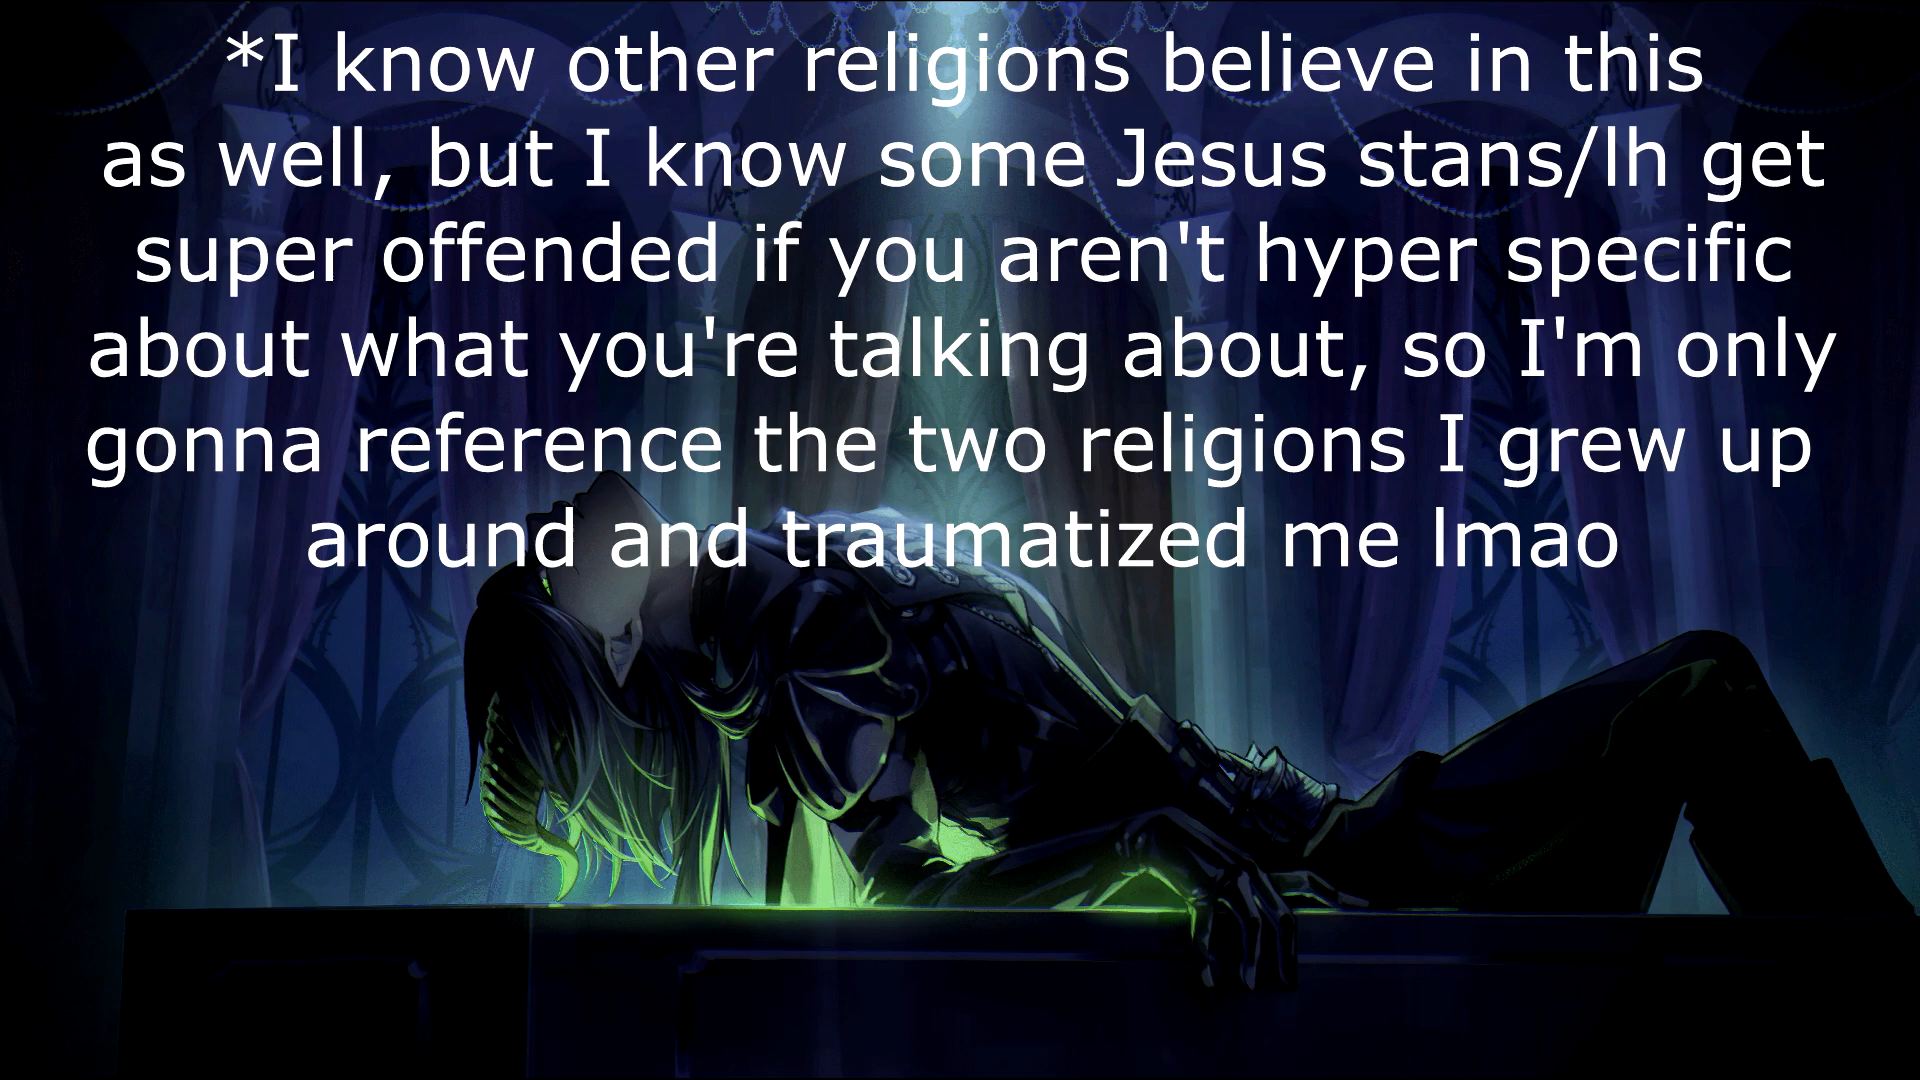 *I know other religions believe in this
as well, but I know some Jesus stans/lh get
super offended if you aren't hyper specific
about what you're talking about, so I'm only
gonna reference the two religions I grew up
around and traumatized me lmao